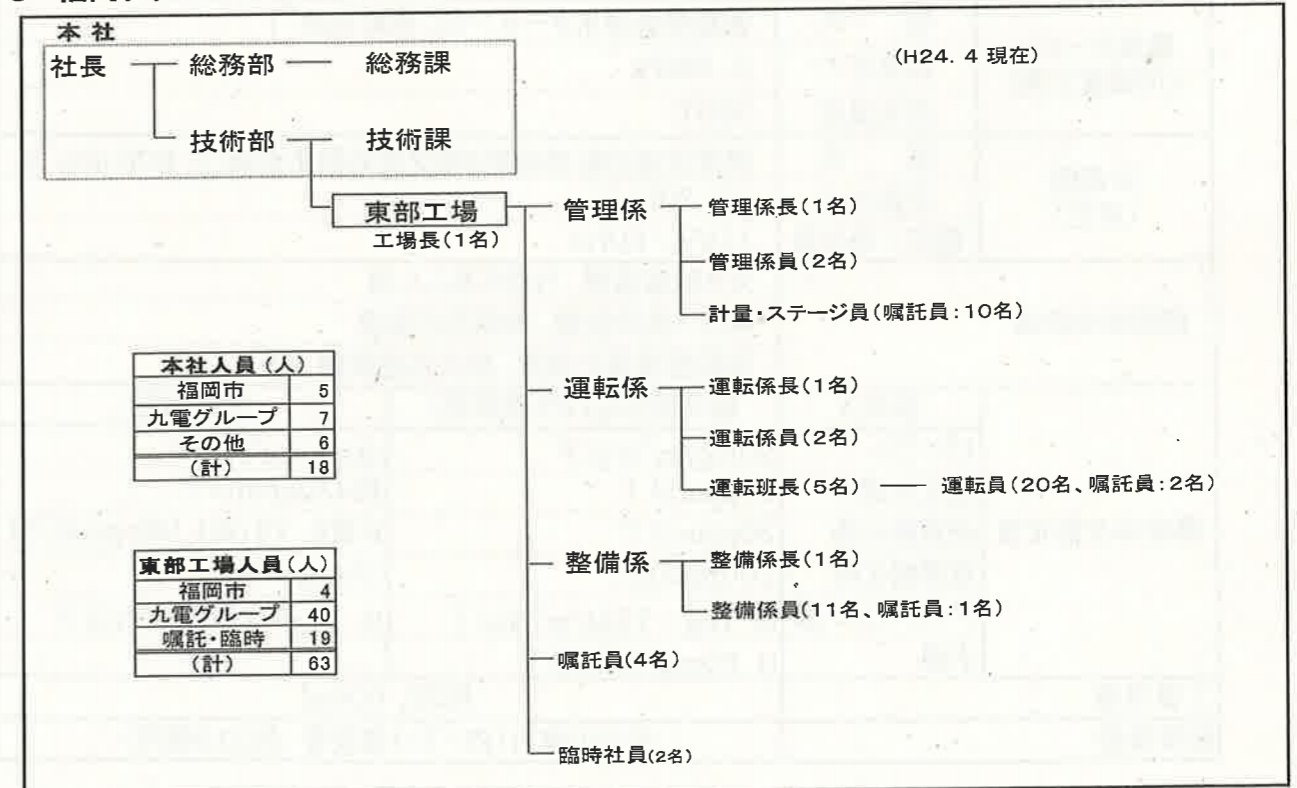 本社
社長 総務部 総務課
(H24. 4 現在)
技術部 技術課
東部工場
工場長(1名)
管理係 管理係長(1名)
管理係員(2名)
計量・ステージ員(嘱託員:10名)
本社人員(人)
福岡市 5
九電グループ 7
その他 6
(計) 18
運転係 運転係長(1名)
運転係員(2名)
運転班長(5名) 運転員(20名、嘱託員:2名)
東部工場人員(人)
福岡市 4
九電グループ 40
嘱託・臨時 19
(計) 63
整備係 整備係長(1名)
整備係員(11名、嘱託員:1名)
嘱託員(4名)
臨時社員(2名)